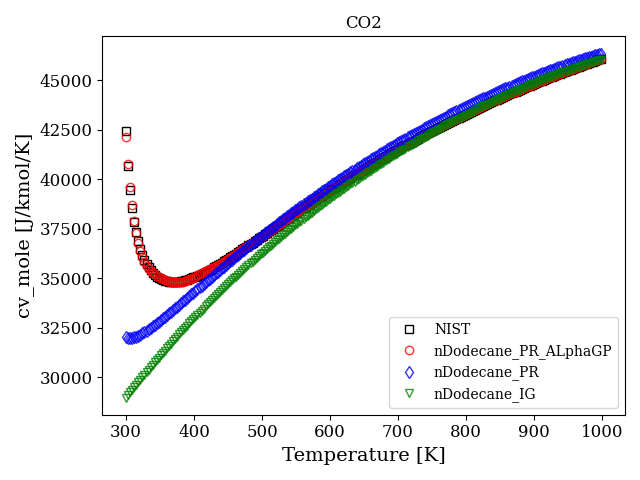 CO2
cv_mole [J/kmol/K]
45000
42500
40000
37500
35000
32500
30000
NIST
nDodecane_PR_ALphaGP
nDodecane_PR
nDodecane_IG
300 400 500 600 700 800 900 1000
Temperature [K]